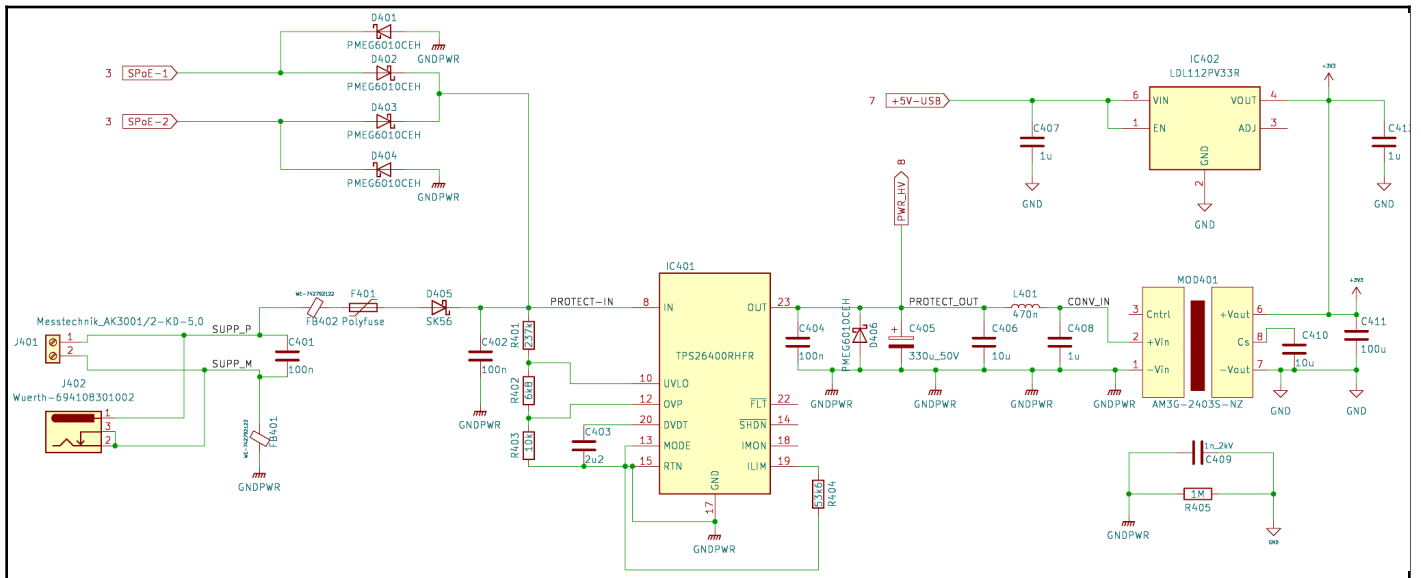 D401
PMEG6010CEH
GNDPWR
D402
3 SPoE-1
PMEG6010CEH
D403
3 SPoE-2
PMEG6010CEH
D404
PMEG6010CEH
GNDPWR
IC402
LDL112PV33R
+3V3
7 +5V-USB
6 VIN VOUT 4
1 EN ADJ 3
GND
2
C407
1u
GND
GND
C412
1u
GND
8
PWR_HV
IC401
TPS26400RHFR
8 IN OUT 23
10 UVLO
12 OVP FLT 22
20 DVDT SHDN 14
13 MODE IMON 18
15 RTN ILIM 19
GND
17
GNDPWR
Messtechnik_AK3001/2-KD-5,0
J401
1
2
SUPP_P
SUPP_M
J402
Wuerth-694108301002
1
3
2
C401
100n
WE-742792122
FB401
GNDPWR
WE-742792122
FB402
F401
Polyfuse
D405
SK56
C402
100n
GNDPWR
PROTECT-IN
R401
237k
R402
6k8
R403
10k
C403
2u2
R404
53k6
C404
100n
GNDPWR
PMEG6010CEH
D406
PROTECT_OUT
C405
330u_50V
GNDPWR
C406
10u
L401
470n
CONV_IN
C408
1u
GNDPWR
GNDPWR
MOD401
3 Cntrl +Vout 6
2 +Vin Cs 8
1 -Vin -Vout 7
AM3G-2403S-NZ
C410
10u
GND
+3V3
C411
100u
GND
1n_2kV
C409
1M
R405
GNDPWR
GND